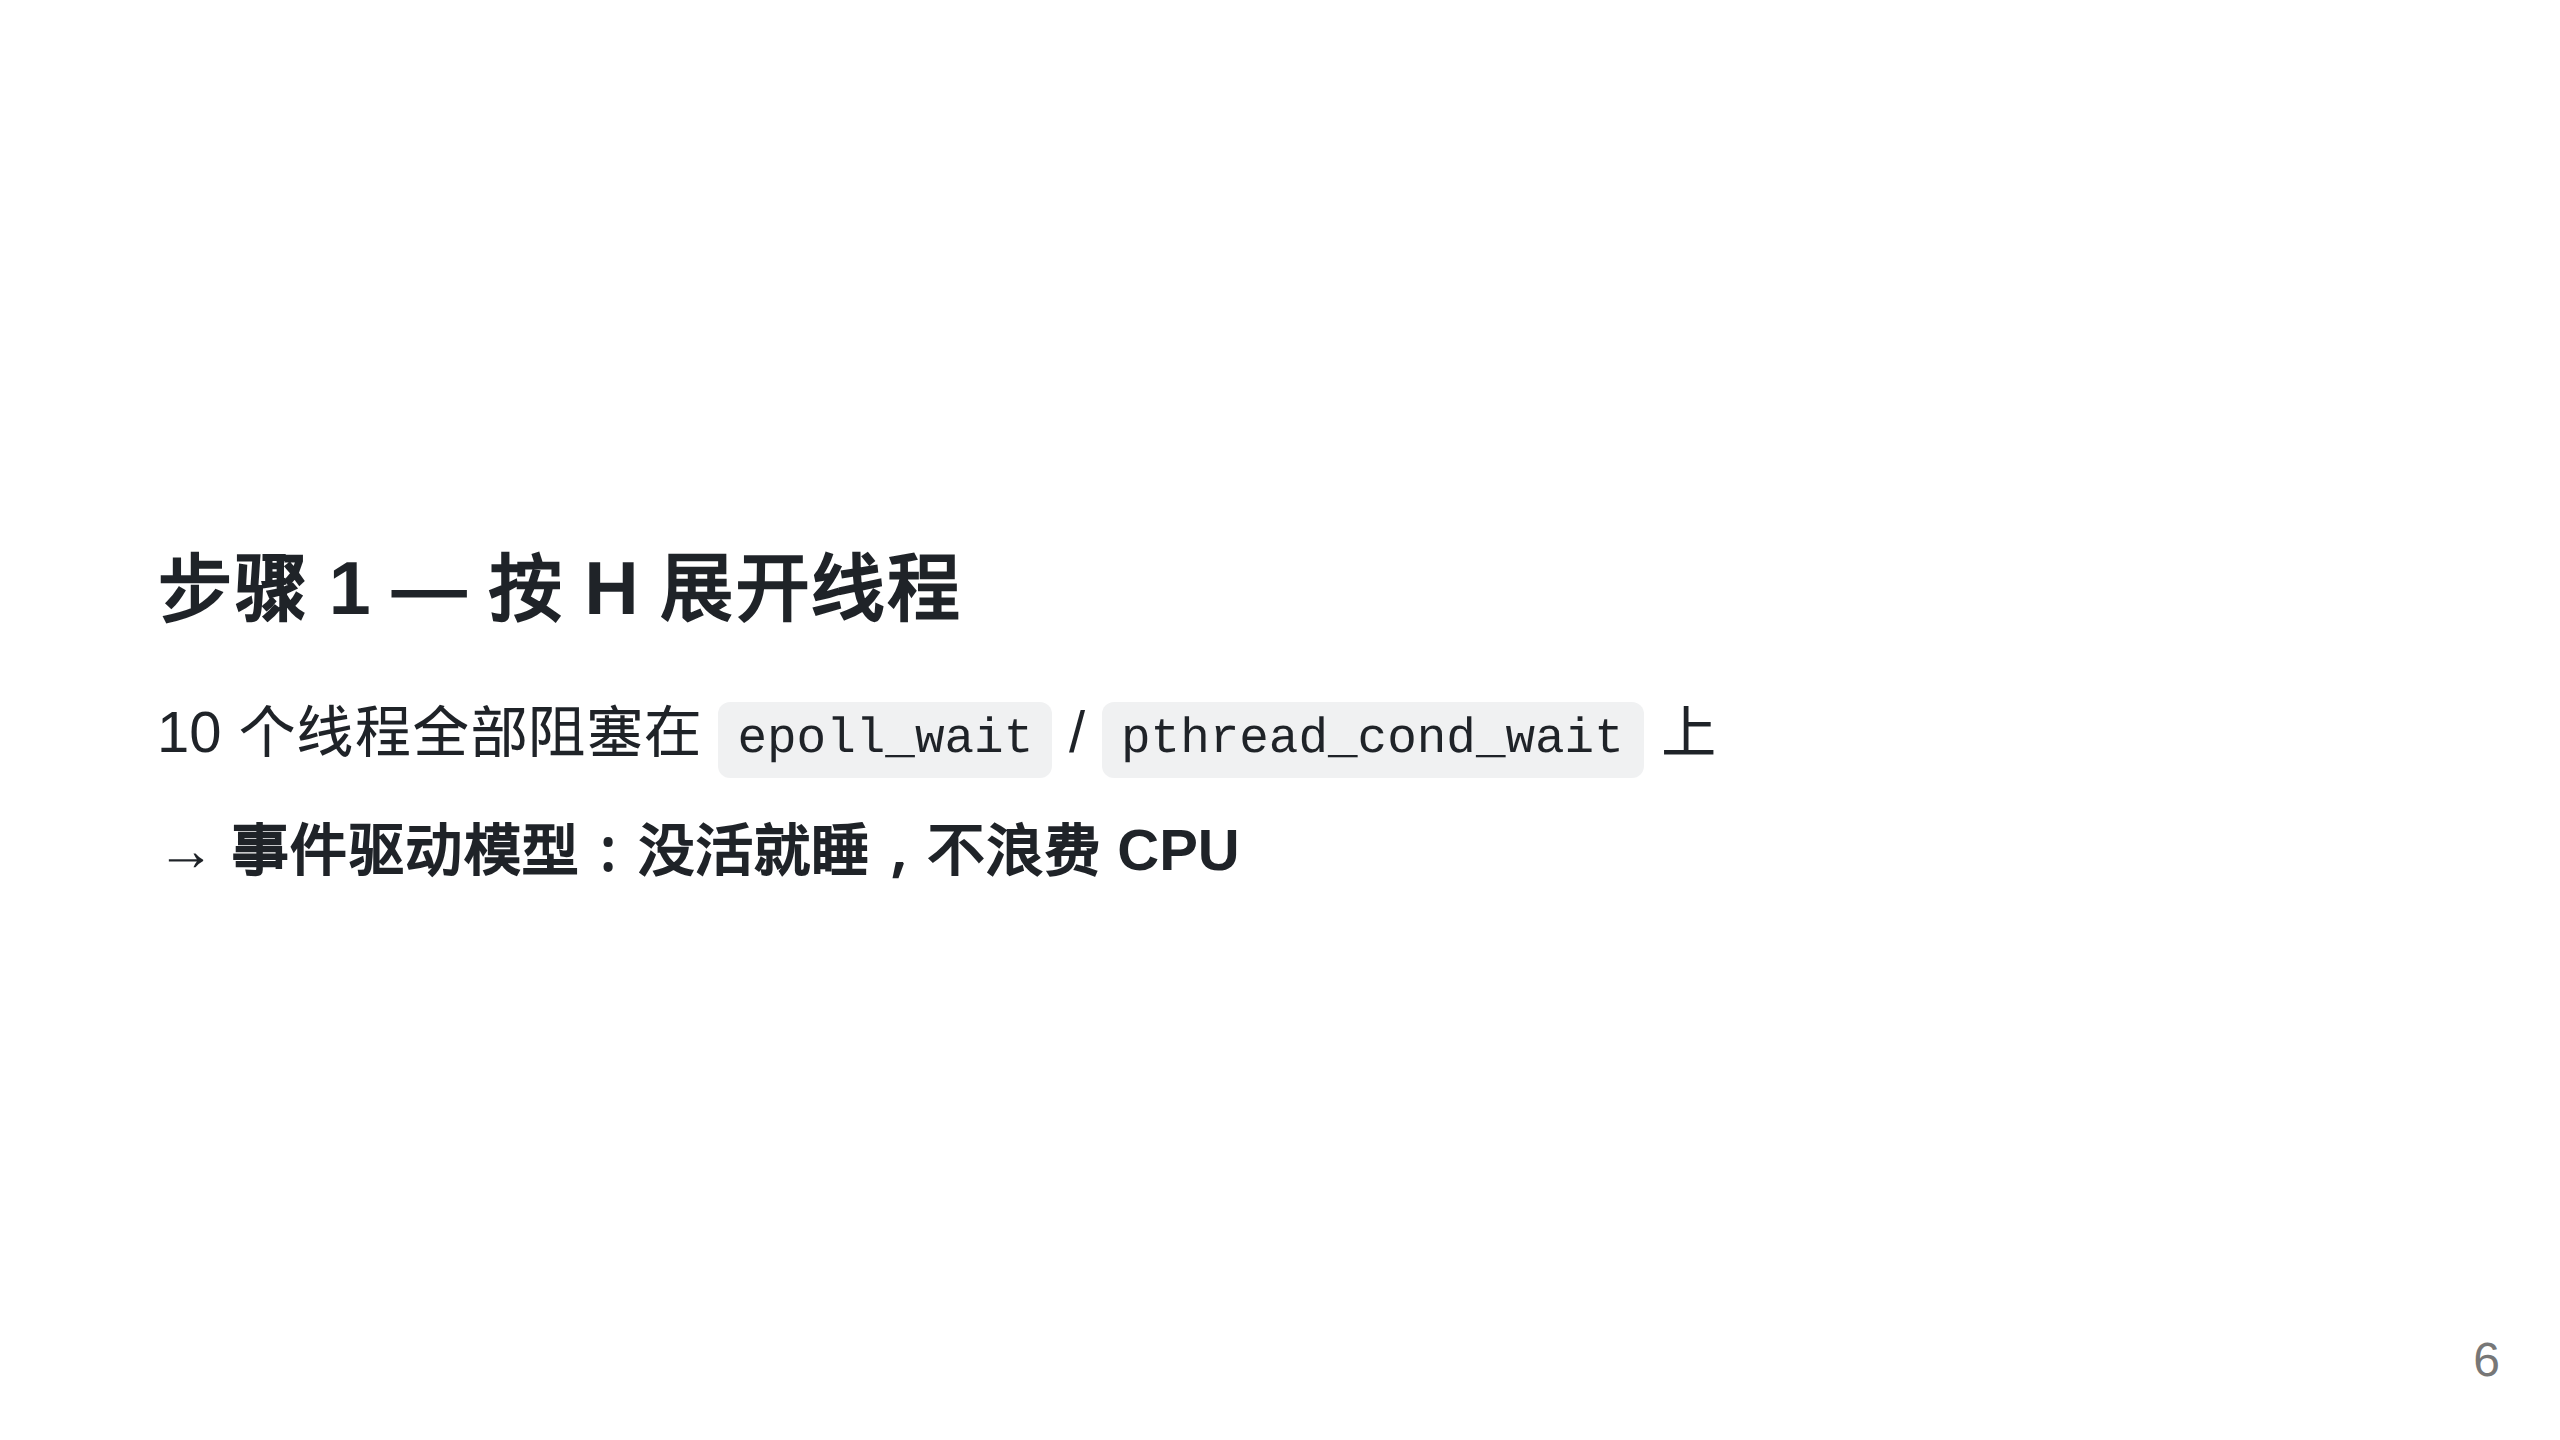 步骤 1 — 按 H 展开线程
10 个线程全部阻塞在 epoll_wait / pthread_cond_wait 上
→ 事件驱动模型：没活就睡，不浪费 CPU
6